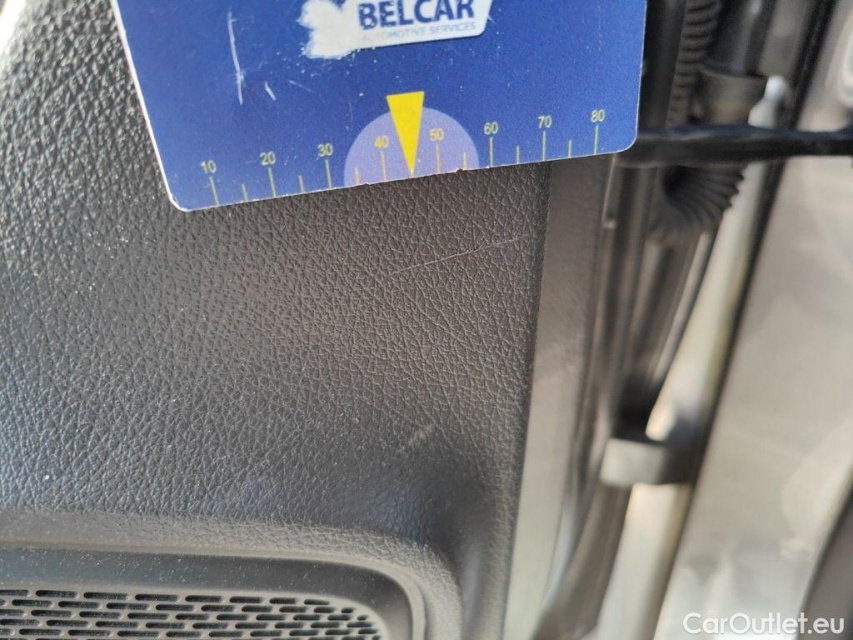 BELCAR
AUTOMOTIVE SERVICES
10 20 30 40 50 60 70 80
CarOutlet.eu